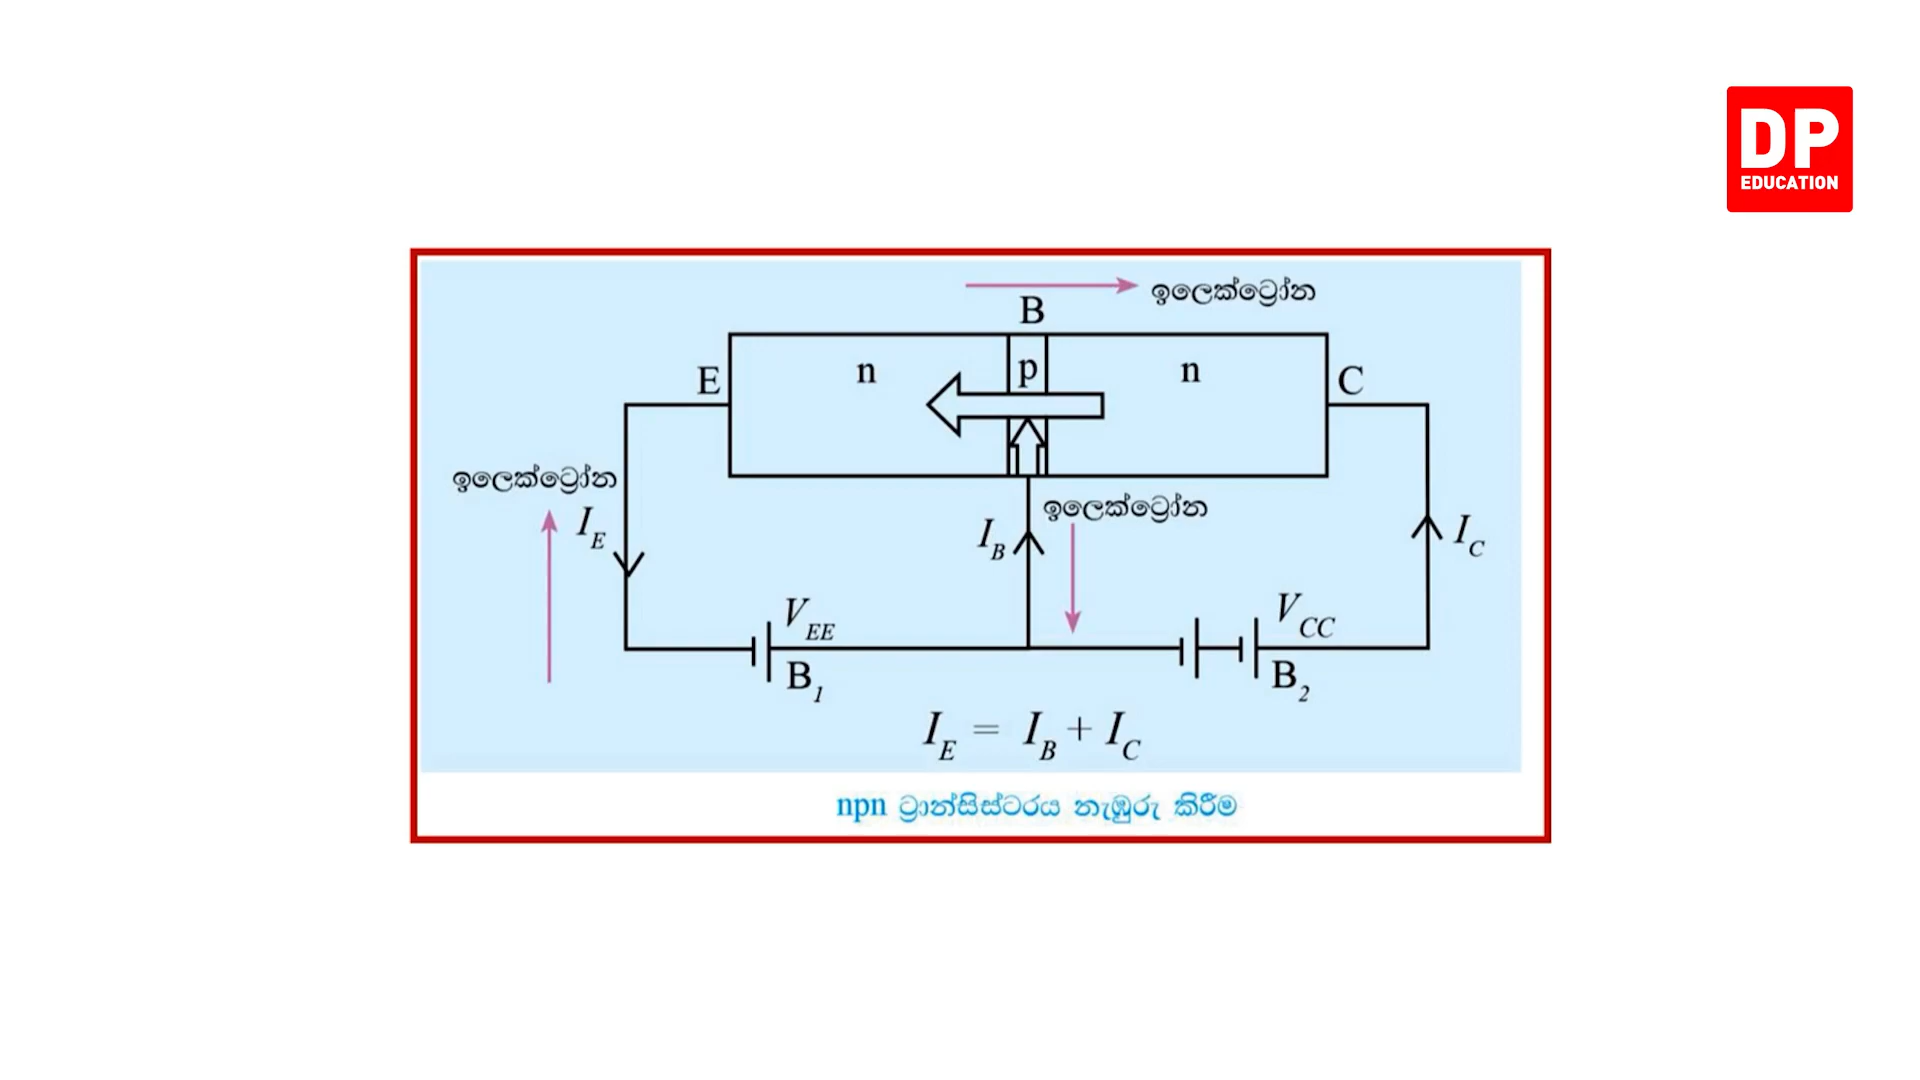 DP
EDUCATION
ඉලෙක්ට්‍රෝන
B
E
n
p
n
C
ඉලෙක්ට්‍රෝන
I_E
I_B
ඉලෙක්ට්‍රෝන
I_C
V_EE
B_1
V_CC
B_2
I_E = I_B + I_C
npn ට්‍රාන්සිස්ටරය නැඹුරු කිරීම